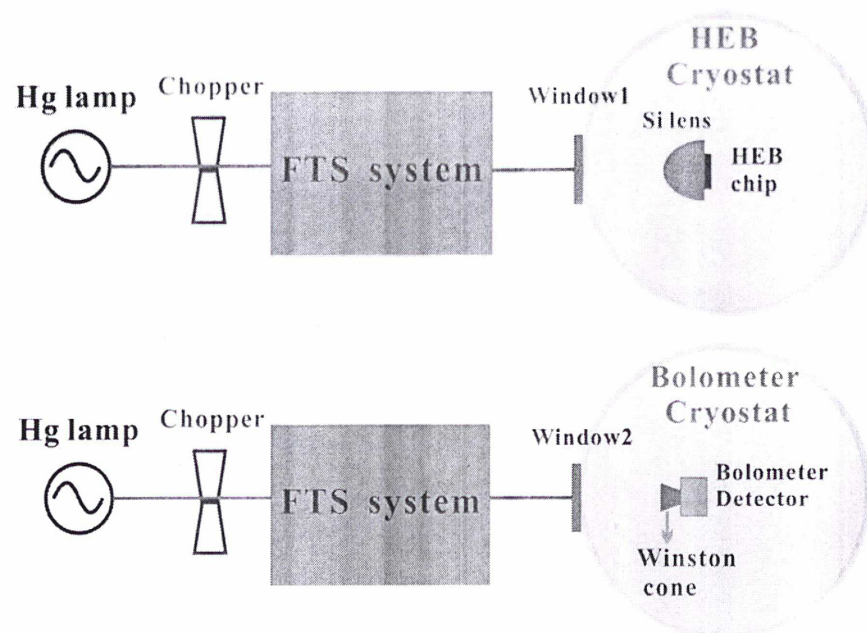 HEB
Cryostat
Hg lamp
Chopper
Window1
Si lens
FTS system
HEB
chip
Bolometer
Cryostat
Hg lamp
Chopper
Window2
FTS system
Bolometer
Detector
Winston
cone